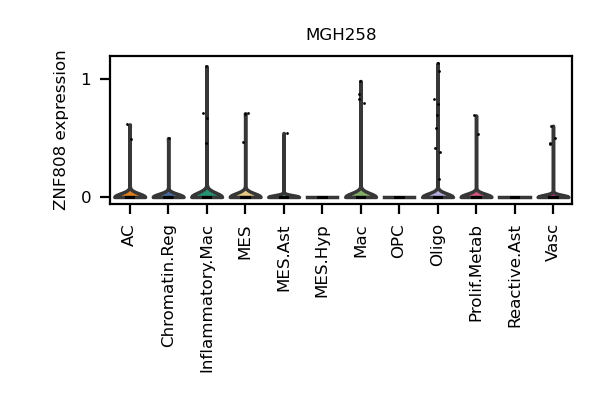 MGH258
ZNF808 expression
1
0
AC
Chromatin.Reg
Inflammatory.Mac
MES
MES.Ast
MES.Hyp
Mac
OPC
Oligo
Prolif.Metab
Reactive.Ast
Vasc